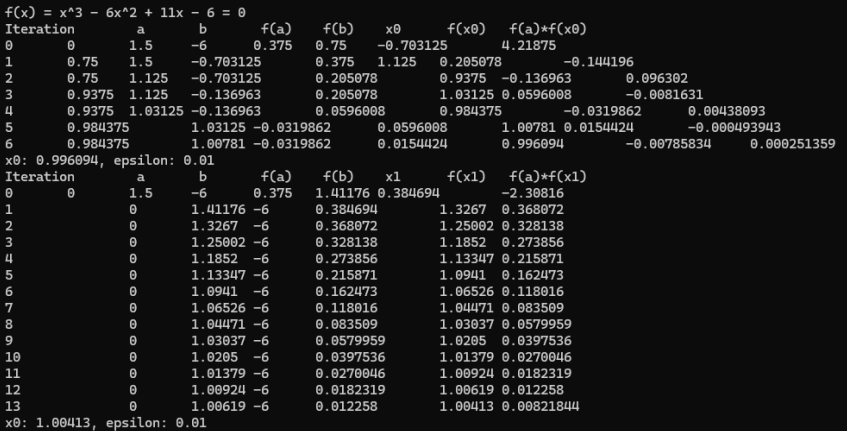 f(x) = x^3 - 6x^2 + 11x - 6 = 0
Iteration a b f(a) f(b) x0 f(x0) f(a)*f(x0)
0 0 1.5 -6 0.375 0.75 -0.703125 4.21875
1 0.75 1.5 -0.703125 0.375 1.125 0.205078 -0.144196
2 0.75 1.125 -0.703125 0.205078 0.9375 -0.136963 0.096302
3 0.9375 1.125 -0.136963 0.205078 1.03125 0.0596008 -0.0081631
4 0.9375 1.03125 -0.136963 0.0596008 0.984375 -0.0319862 0.00438093
5 0.984375 1.03125 -0.0319862 0.0596008 1.00781 0.0154424 -0.000493943
6 0.984375 1.00781 -0.0319862 0.0154424 0.996094 -0.00785834 0.000251359
x0: 0.996094, epsilon: 0.01
Iteration a b f(a) f(b) x1 f(x1) f(a)*f(x1)
0 0 1.5 -6 0.375 1.41176 0.384694 -2.30816
1 0 1.41176 -6 0.384694 1.3267 0.368072
2 0 1.3267 -6 0.368072 1.25002 0.328138
3 0 1.25002 -6 0.328138 1.1852 0.273856
4 0 1.1852 -6 0.273856 1.13347 0.215871
5 0 1.13347 -6 0.215871 1.0941 0.162473
6 0 1.0941 -6 0.162473 1.06526 0.118016
7 0 1.06526 -6 0.118016 1.04471 0.083509
8 0 1.04471 -6 0.083509 1.03037 0.0579959
9 0 1.03037 -6 0.0579959 1.0205 0.0397536
10 0 1.0205 -6 0.0397536 1.01379 0.0270046
11 0 1.01379 -6 0.0270046 1.00924 0.0182319
12 0 1.00924 -6 0.0182319 1.00619 0.012258
13 0 1.00619 -6 0.012258 1.00413 0.00821844
x0: 1.00413, epsilon: 0.01